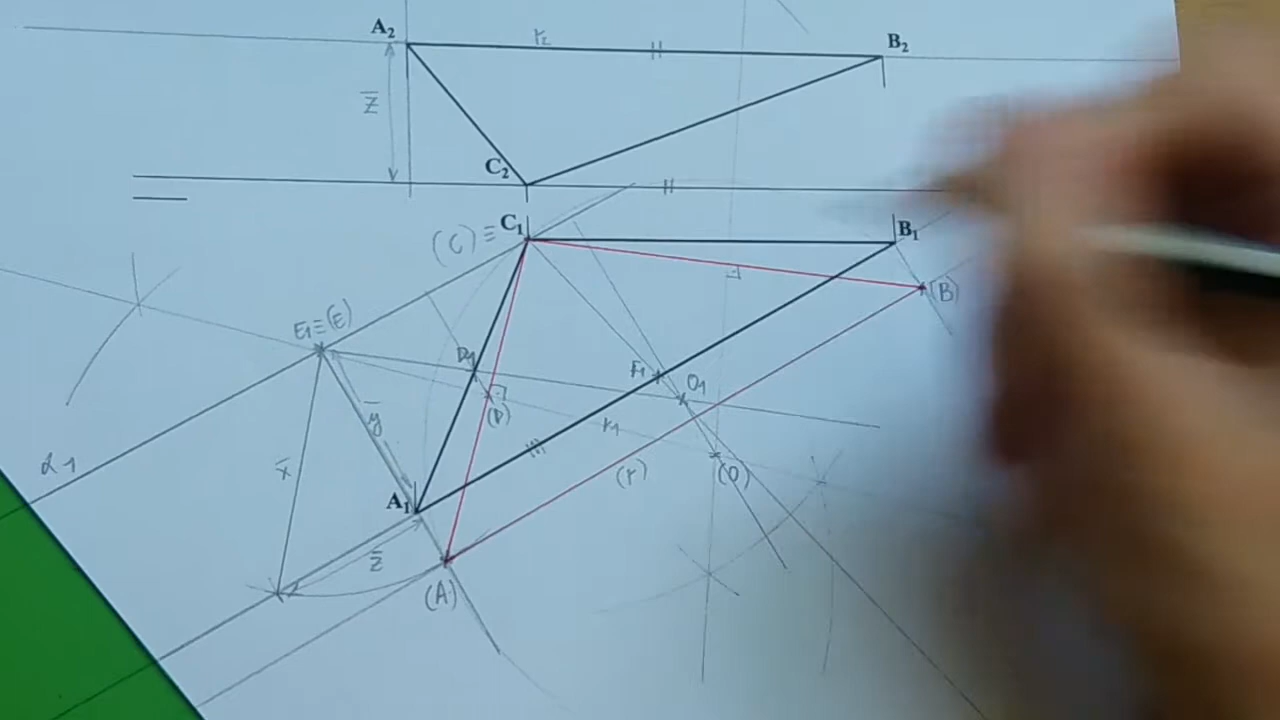 A₂
r₂
B₂
z̅
C₂
(C) ≡ C₁
B₁
(B)
E₁≡(E)
D₁
F₁
O₁
(D)
y̅
r₁
α₁
x̅
(r)
(O)
A₁
z̅
(A)